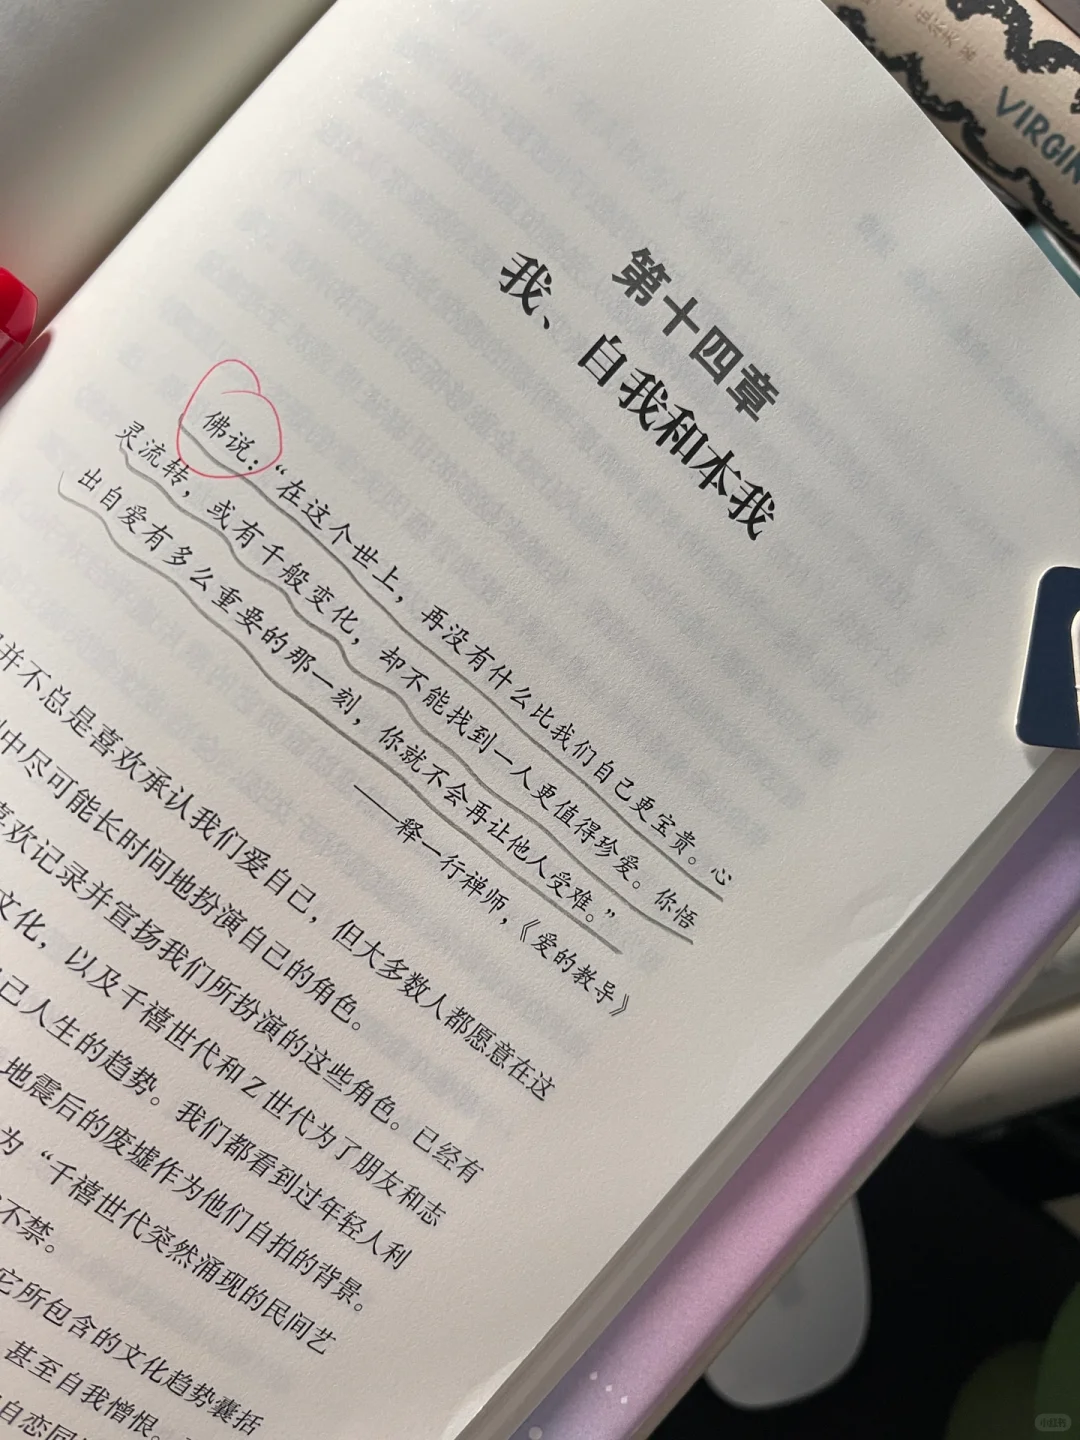 VIRGIN
第十四章
我、自我和本我
佛说：“在这个世上，再没有什么比我们自己更宝贵。心
灵流转，或有千般变化，却不能找到一人更值得珍爱。你悟
出自爱有多么重要的那一刻，你就不会再让他人受难。”
——释一行禅师，《爱的教导》
并不总是喜欢承认我们爱自己，但大多数人都愿意在这
中尽可能长时间地扮演自己的角色。
喜欢记录并宣扬我们所扮演的这些角色。已经有
文化，以及千禧世代和Z世代为了朋友和志
己人生的趋势。我们都看到过年轻人利
地震后的废墟作为他们自拍的背景。
为“千禧世代突然涌现的民间艺
不禁。
它所包含的文化趋势囊括
甚至自我憎恨。
自恋同
小红书